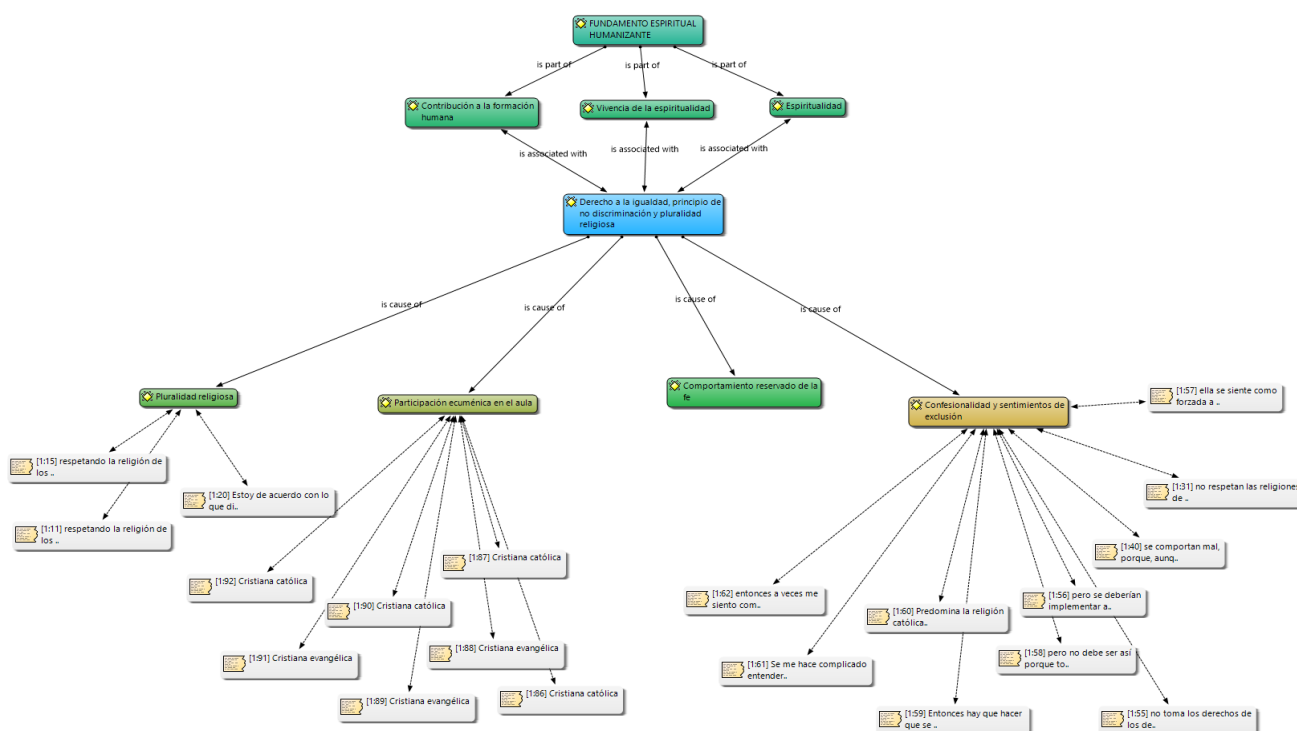 FUNDAMENTO ESPIRITUAL
HUMANIZANTE
is part of
is part of
is part of
Contribución a la formación
humana
Vivencia de la espiritualidad
Espiritualidad
is associated with
is associated with
is associated with
Derecho a la igualdad, principio de
no discriminación y pluralidad
religiosa
is cause of
is cause of
is cause of
is cause of
Pluralidad religiosa
Participación ecuménica en el aula
Comportamiento reservado de la
fe
Confesionalidad y sentimientos de
exclusión
[1:57] ella se siente como
forzada a ..
[1:15] respetando la religión de
los ..
[1:20] Estoy de acuerdo con lo
que di..
[1:11] respetando la religión de
los ..
[1:31] no respetan las religiones
de ..
[1:40] se comportan mal,
porque, aunq..
[1:87] Cristiana católica
[1:92] Cristiana católica
[1:90] Cristiana católica
[1:91] Cristiana evangélica
[1:88] Cristiana evangélica
[1:89] Cristiana evangélica
[1:86] Cristiana católica
[1:62] entonces a veces me
siento com..
[1:60] Predomina la religión
católica..
[1:56] pero se deberían
implementar a..
[1:61] Se me hace complicado
entender..
[1:58] pero no debe ser así
porque to..
[1:59] Entonces hay que hacer
que se ..
[1:55] no toma los derechos de
los de..